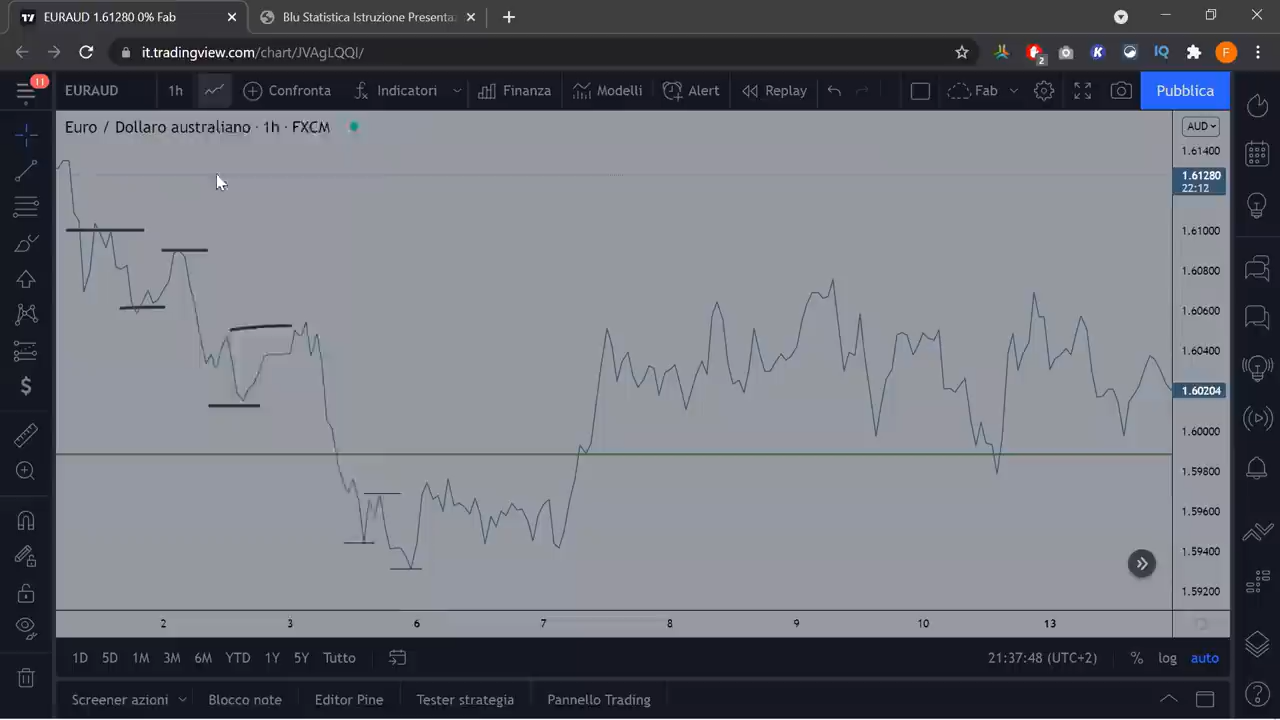 EURAUD 1.61280 0% Fab
Blu Statistica Istruzione Presenta
it.tradingview.com/chart/JVAgLQQI/
2
K
IQ
F
11
EURAUD
1h
Confronta
Indicatori
Finanza
Modelli
Alert
Replay
Fab
Pubblica
Euro / Dollaro australiano · 1h · FXCM
AUD
1.61400
1.61280
22:12
1.61000
1.60800
1.60600
1.60400
1.60204
1.60000
1.59800
1.59600
1.59400
1.59200
2
3
6
7
8
9
10
13
1D
5D
1M
3M
6M
YTD
1Y
5Y
Tutto
21:37:48 (UTC+2)
%
log
auto
Screener azioni
Blocco note
Editor Pine
Tester strategia
Pannello Trading